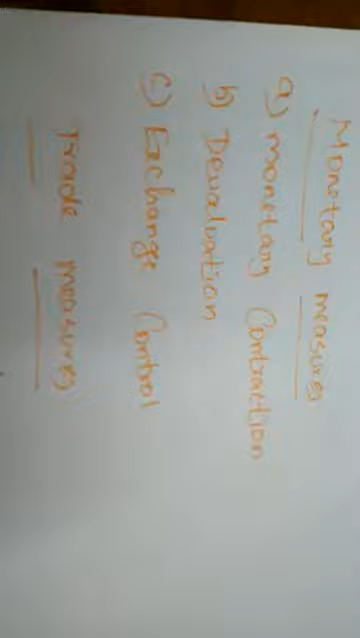 Monetary measures
a) Monetary Contraction
b) Devaluation
c) Exchange Control
Trade measures